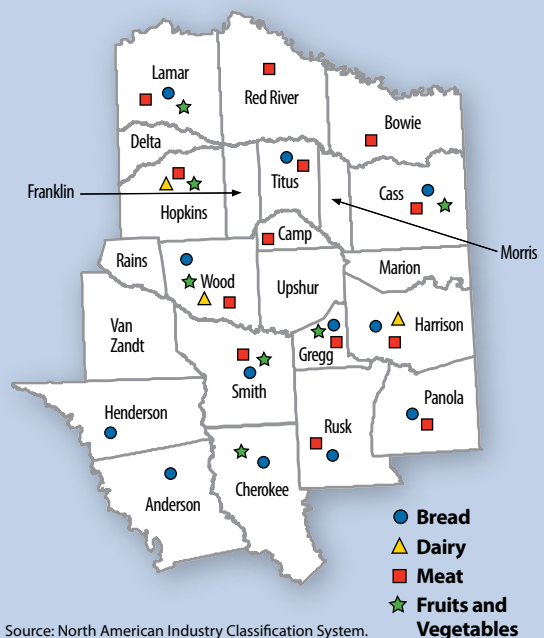 Lamar
Red River
Bowie
Delta
Titus
Franklin
Cass
Hopkins
Camp
Morris
Rains
Wood
Marion
Upshur
Van
Zandt
Harrison
Gregg
Smith
Panola
Henderson
Rusk
Cherokee
Anderson
Bread
Dairy
Meat
Fruits and
Vegetables
Source: North American Industry Classification System.